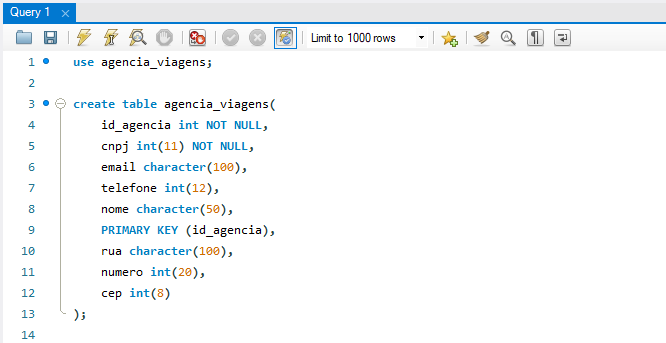 Query 1
Limit to 1000 rows
1 use agencia_viagens;
2
3 create table agencia_viagens(
4 id_agencia int NOT NULL,
5 cnpj int(11) NOT NULL,
6 email character(100),
7 telefone int(12),
8 nome character(50),
9 PRIMARY KEY (id_agencia),
10 rua character(100),
11 numero int(20),
12 cep int(8)
13 );
14